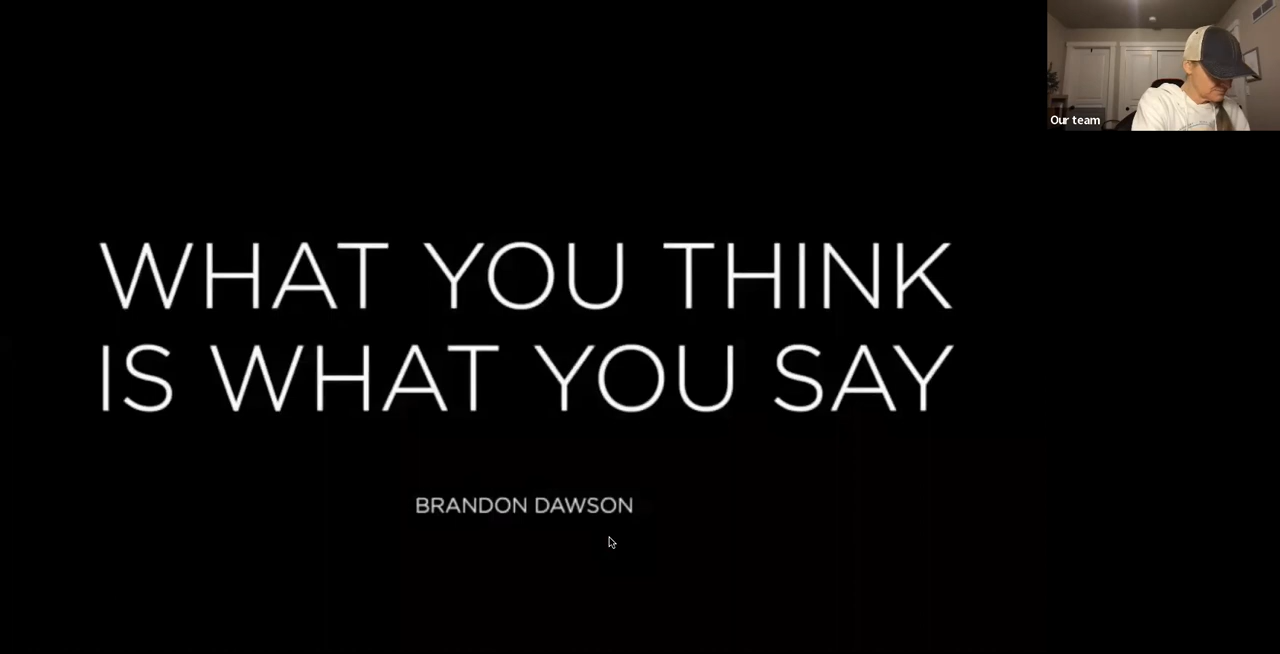 Our team
WHAT YOU THINK
IS WHAT YOU SAY
BRANDON DAWSON